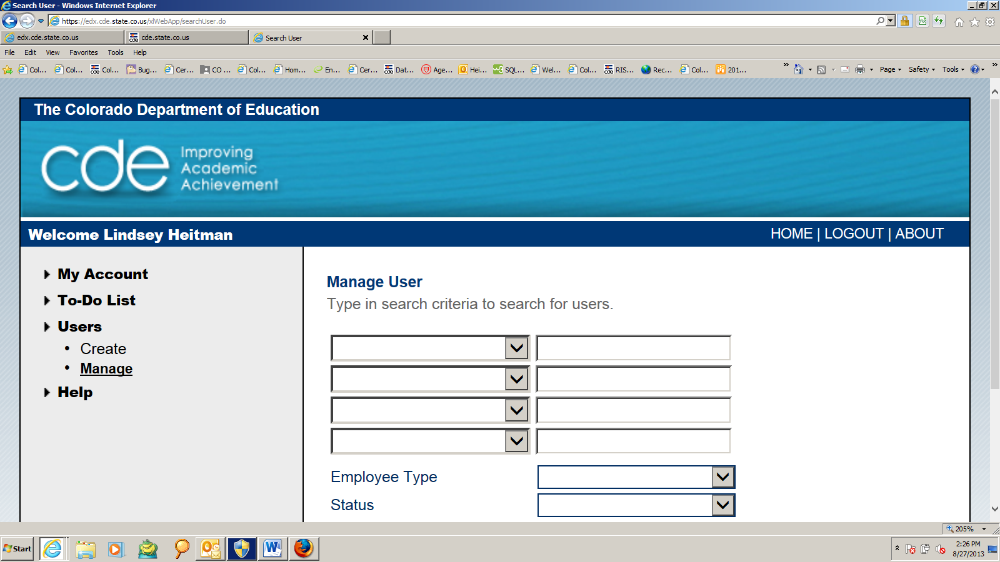 Search User - Windows Internet Explorer
https://edx.cde.state.co.us/xlWebApp/searchUser.do
edx.cde.state.co.us
cde.state.co.us
Search User
File Edit View Favorites Tools Help
Col... Col... Col... Bug... Cer... CO ... Col... Hom... En... Cer... Dat... Age... Hei... SQL... Wel... Col... RIS... Rec... Col... 201... Page Safety Tools
The Colorado Department of Education
cde
Improving
Academic
Achievement
Welcome Lindsey Heitman
HOME | LOGOUT | ABOUT
My Account
To-Do List
Users
• Create
• Manage
Help
Manage User
Type in search criteria to search for users.
Employee Type
Status
205%
Start
2:26 PM
8/27/2013